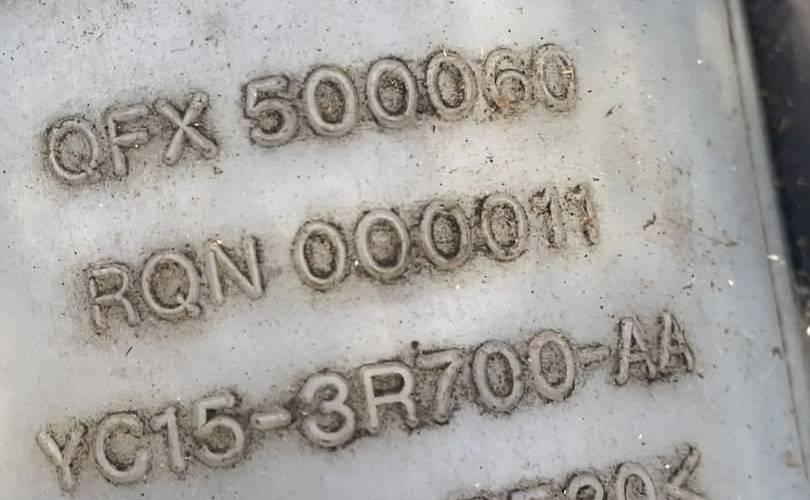 QFX 500060
RQN 000011
YC15-3R700-AA